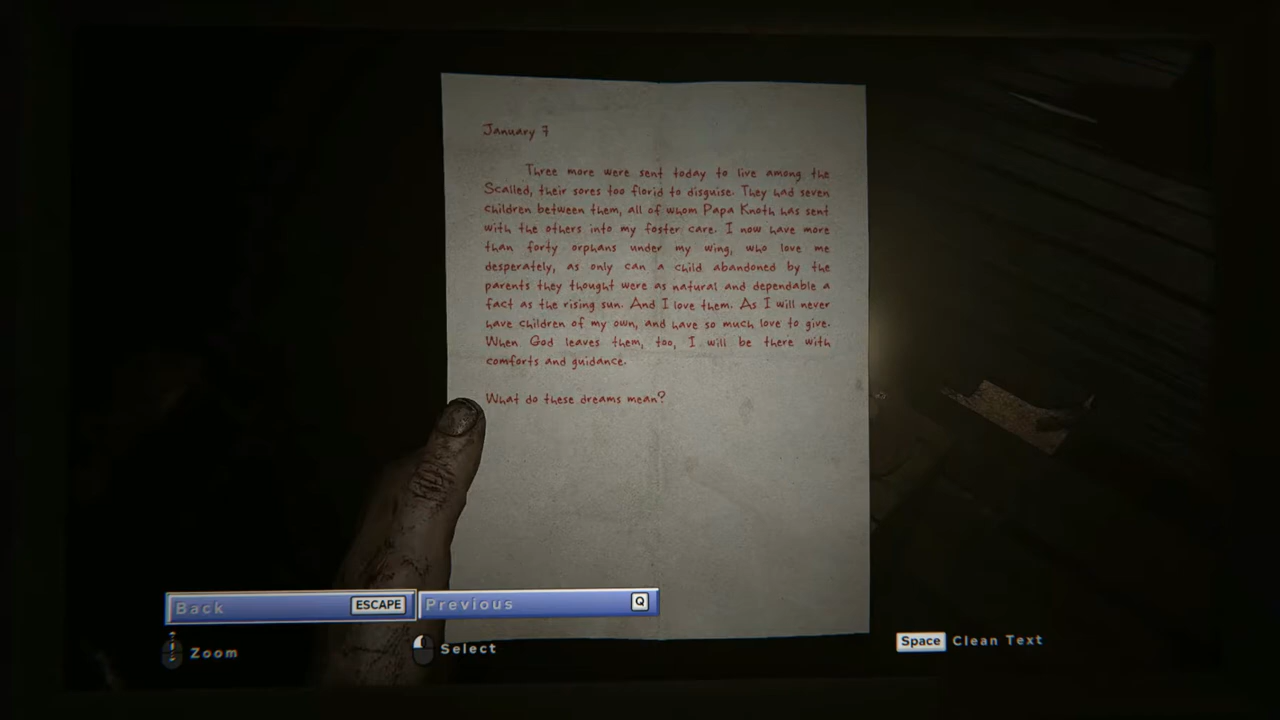 January 7
Three more were sent today to live among the
Scalled, their sores too florid to disguise. They had seven
children between them, all of whom Papa Knoth has sent
with the others into my foster care. I now have more
than forty orphans under my wing, who love me
desperately, as only can a child abandoned by the
parents they thought were as natural and dependable a
fact as the rising sun. And I love them. As I will never
have children of my own, and have so much love to give.
When God leaves them, too, I will be there with
comforts and guidance.
What do these dreams mean?
Back ESCAPE Previous Q
Zoom Select Space Clean Text